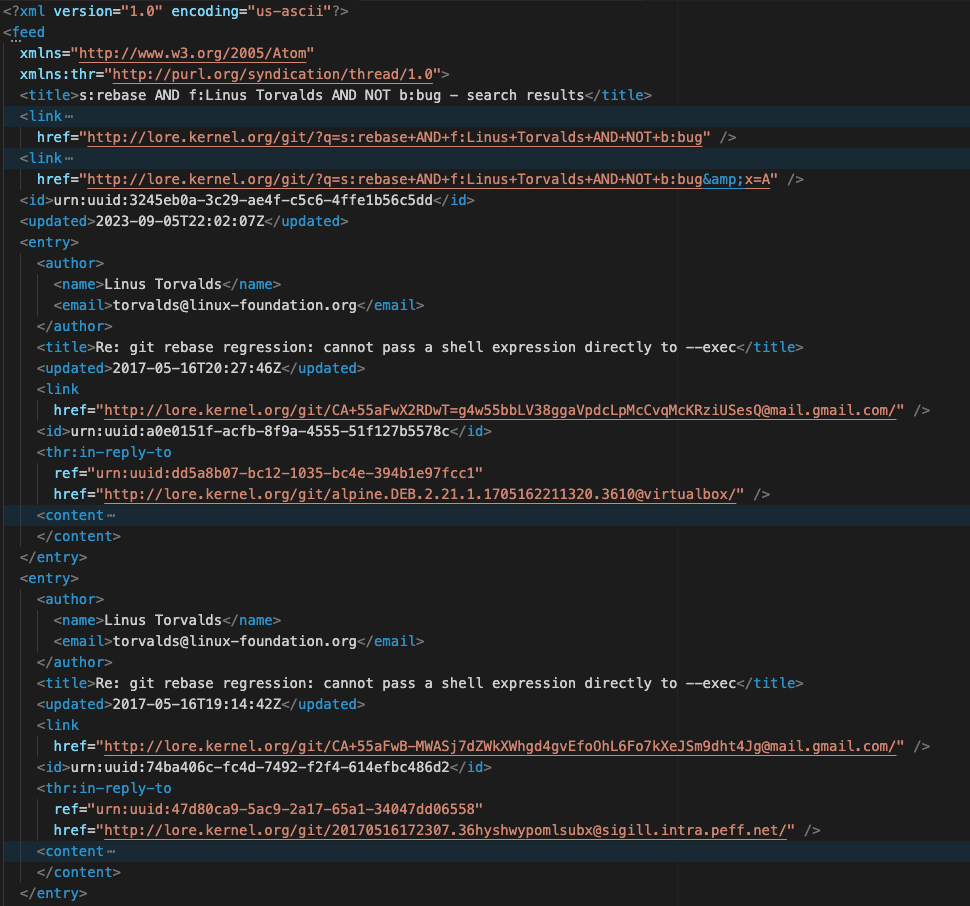 <?xml version="1.0" encoding="us-ascii"?>
<feed
xmlns="http://www.w3.org/2005/Atom"
xmlns:thr="http://purl.org/syndication/thread/1.0">
<title>s:rebase AND f:Linus Torvalds AND NOT b:bug - search results</title>
<link…
href="http://lore.kernel.org/git/?q=s:rebase+AND+f:Linus+Torvalds+AND+NOT+b:bug" />
<link…
href="http://lore.kernel.org/git/?q=s:rebase+AND+f:Linus+Torvalds+AND+NOT+b:bug&amp;x=A" />
<id>urn:uuid:3245eb0a-3c29-ae4f-c5c6-4ffe1b56c5dd</id>
<updated>2023-09-05T22:02:07Z</updated>
<entry>
<author>
<name>Linus Torvalds</name>
<email>torvalds@linux-foundation.org</email>
</author>
<title>Re: git rebase regression: cannot pass a shell expression directly to --exec</title>
<updated>2017-05-16T20:27:46Z</updated>
<link
href="http://lore.kernel.org/git/CA+55aFwX2RDwT=g4w55bbLV38ggaVpdcLpMcCvqMcKRziUSesQ@mail.gmail.com/" />
<id>urn:uuid:a0e0151f-acfb-8f9a-4555-51f127b5578c</id>
<thr:in-reply-to
ref="urn:uuid:dd5a8b07-bc12-1035-bc4e-394b1e97fcc1"
href="http://lore.kernel.org/git/alpine.DEB.2.21.1.1705162211320.3610@virtualbox/" />
<content…
</content>
</entry>
<entry>
<author>
<name>Linus Torvalds</name>
<email>torvalds@linux-foundation.org</email>
</author>
<title>Re: git rebase regression: cannot pass a shell expression directly to --exec</title>
<updated>2017-05-16T19:14:42Z</updated>
<link
href="http://lore.kernel.org/git/CA+55aFwB-MWASj7dZWkXWhgd4gvEfoOhL6Fo7kXeJSm9dht4Jg@mail.gmail.com/" />
<id>urn:uuid:74ba406c-fc4d-7492-f2f4-614efbc486d2</id>
<thr:in-reply-to
ref="urn:uuid:47d80ca9-5ac9-2a17-65a1-34047dd06558"
href="http://lore.kernel.org/git/20170516172307.36hyshwypomlsubx@sigill.intra.peff.net/" />
<content…
</content>
</entry>